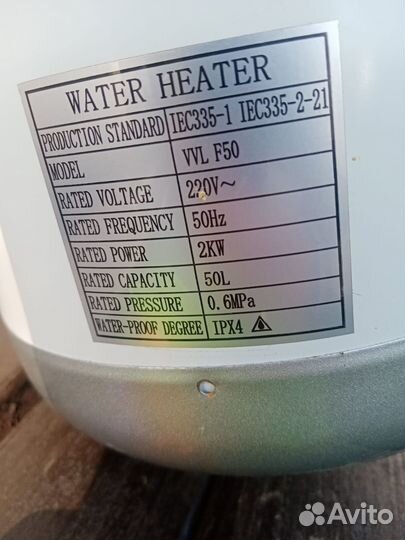 WATER HEATER
PRODUCTION STANDARD IEC335-1 IEC335-2-21
MODEL VVL F50
RATED VOLTAGE 220V~
RATED FREQUENCY 50Hz
RATED POWER 2KW
RATED CAPACITY 50L
RATED PRESSURE 0.6MPa
WATER-PROOF DEGREE IPX4
Avito